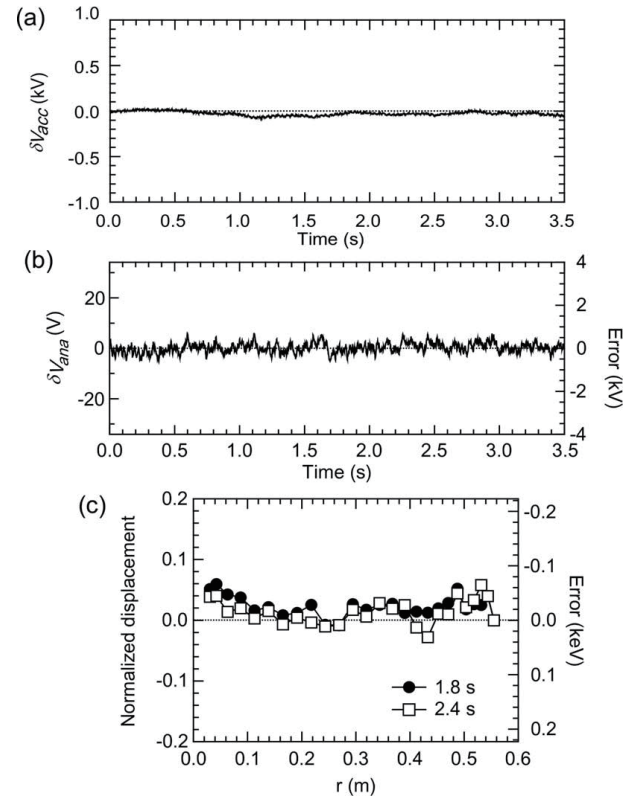 (a)
1.0
0.5
0.0
-0.5
-1.0
δVacc (kV)
0.0 0.5 1.0 1.5 2.0 2.5 3.0 3.5
Time (s)
(b)
20
0
-20
δVana (V)
4
2
0
-2
-4
Error (kV)
0.0 0.5 1.0 1.5 2.0 2.5 3.0 3.5
Time (s)
(c)
0.2
0.1
0.0
-0.1
-0.2
Normalized displacement
-0.2
-0.1
-0.0
0.1
0.2
Error (keV)
1.8 s
2.4 s
0.0 0.1 0.2 0.3 0.4 0.5 0.6
r (m)